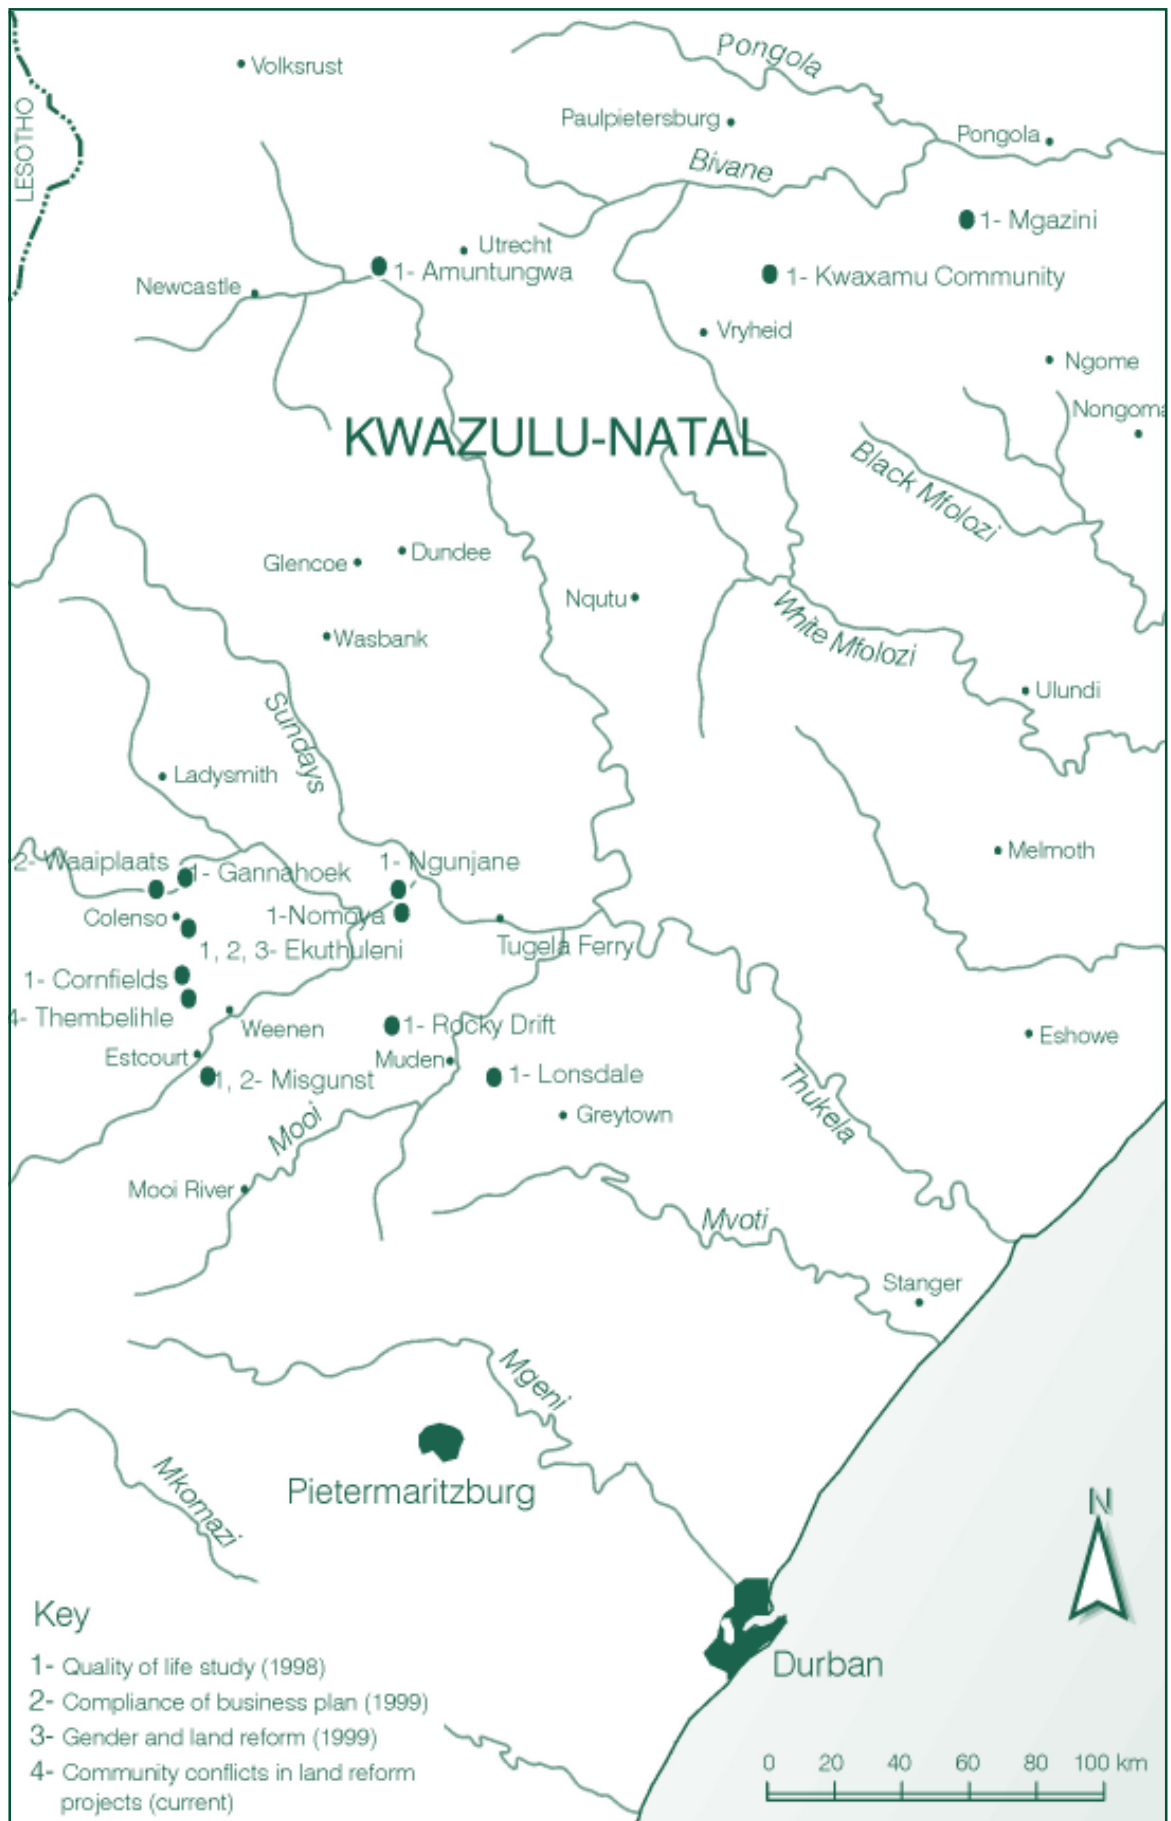 Pongola
Volksrust
LESOTHO
Paulpietersburg
Pongola
Bivane
1- Mgazini
Utrecht
1- Amuntungwa
1- Kwaxamu Community
Newcastle
Vryheid
Ngome
Nongoma
KWAZULU-NATAL
Black Mfolozi
Glencoe
Dundee
Nqutu
White Mfolozi
Wasbank
Ulundi
Sundays
Ladysmith
Melmoth
2- Waaiplaats
1- Gannahoek
1- Ngunjane
Colenso
1-Nomoya
Tugela Ferry
1, 2, 3- Ekuthuleni
1- Cornfields
4- Thembelihle
Weenen
1- Rocky Drift
Eshowe
Estcourt
Muden
1, 2- Misgunst
1- Lonsdale
Thukela
Greytown
Mooi
Mooi River
Mvoti
Stanger
Mgeni
Pietermaritzburg
Mkomazi
N
Key
1- Quality of life study (1998)
2- Compliance of business plan (1999)
3- Gender and land reform (1999)
4- Community conflicts in land reform
projects (current)
Durban
0 20 40 60 80 100 km